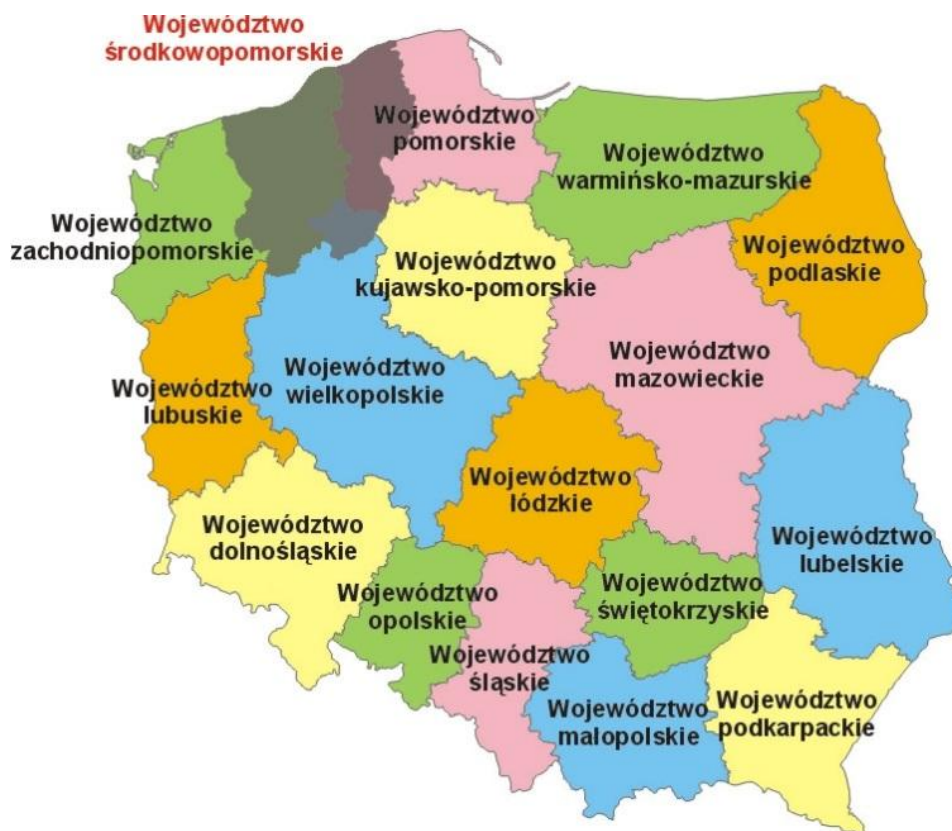 Województwo
środkowopomorskie
Województwo
pomorskie
Województwo
warmińsko-mazurskie
Województwo
zachodniopomorskie
Województwo
podlaskie
Województwo
kujawsko-pomorskie
Województwo
mazowieckie
Województwo
wielkopolskie
Województwo
lubuskie
Województwo
łódzkie
Województwo
dolnośląskie
Województwo
lubelskie
Województwo
opolskie
Województwo
świętokrzyskie
Województwo
śląskie
Województwo
małopolskie
Województwo
podkarpackie